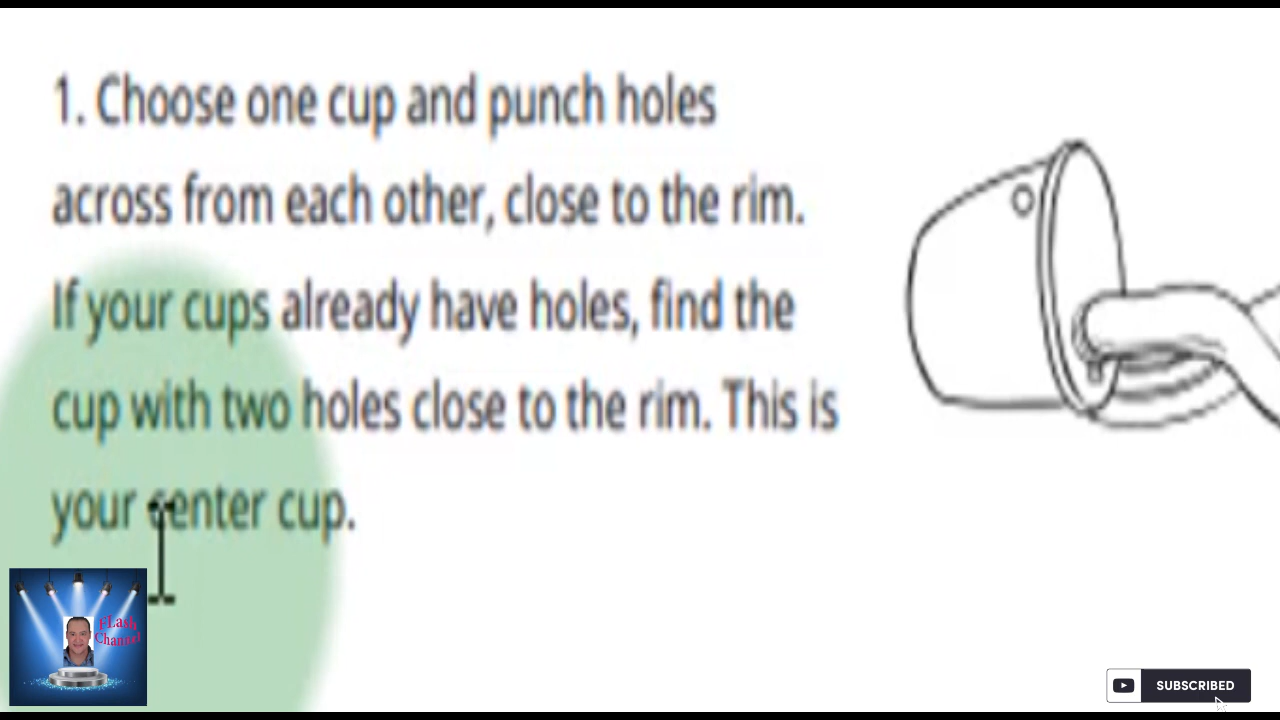 1. Choose one cup and punch holes
across from each other, close to the rim.
If your cups already have holes, find the
cup with two holes close to the rim. This is
your center cup.
FLash
Channel
SUBSCRIBED